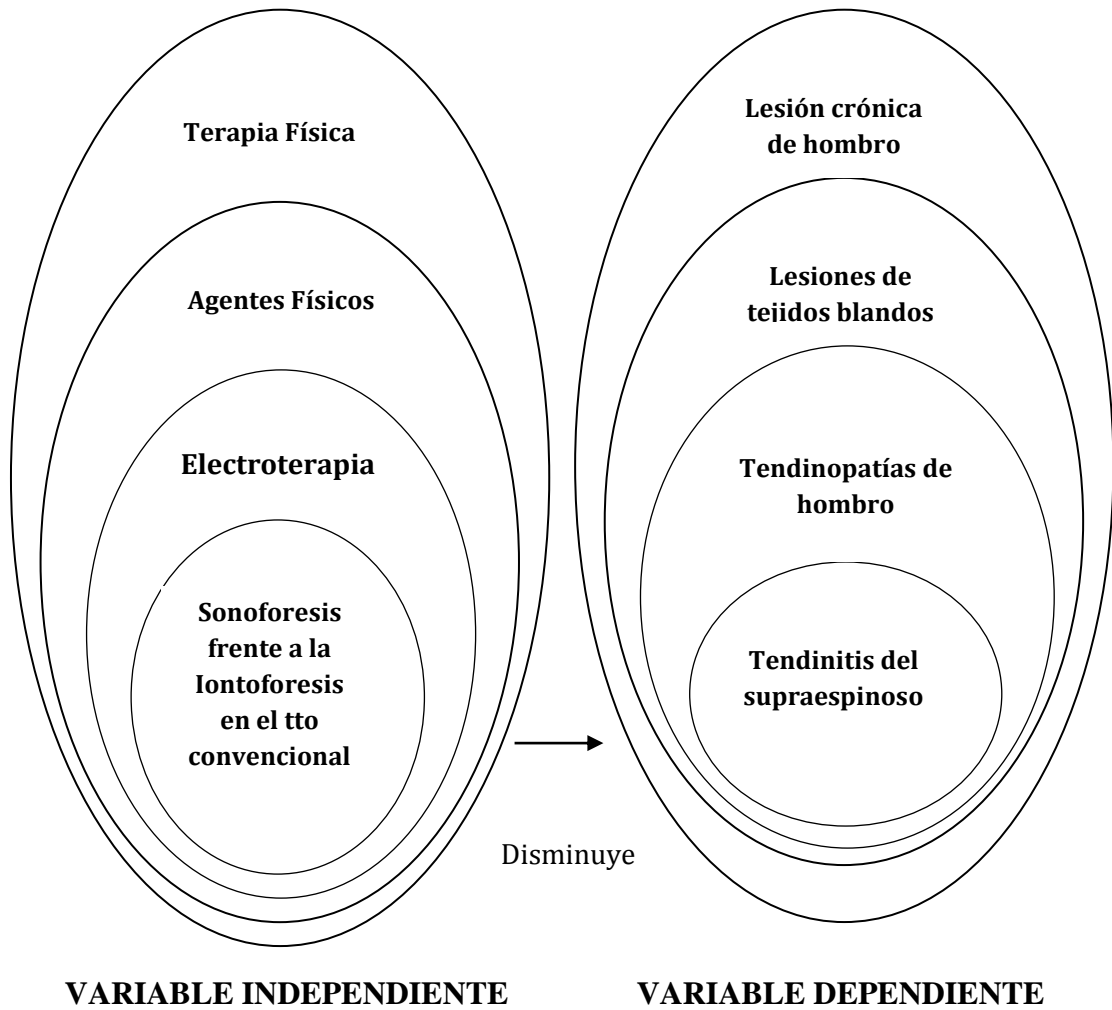 Terapia Física
Agentes Físicos
Electroterapia
Sonoforesis
frente a la
Iontoforesis
en el tto
convencional
Lesión crónica
de hombro
Lesiones de
tejidos blandos
Tendinopatías de
hombro
Tendinitis del
supraespinoso
Disminuye
VARIABLE INDEPENDIENTE
VARIABLE DEPENDIENTE